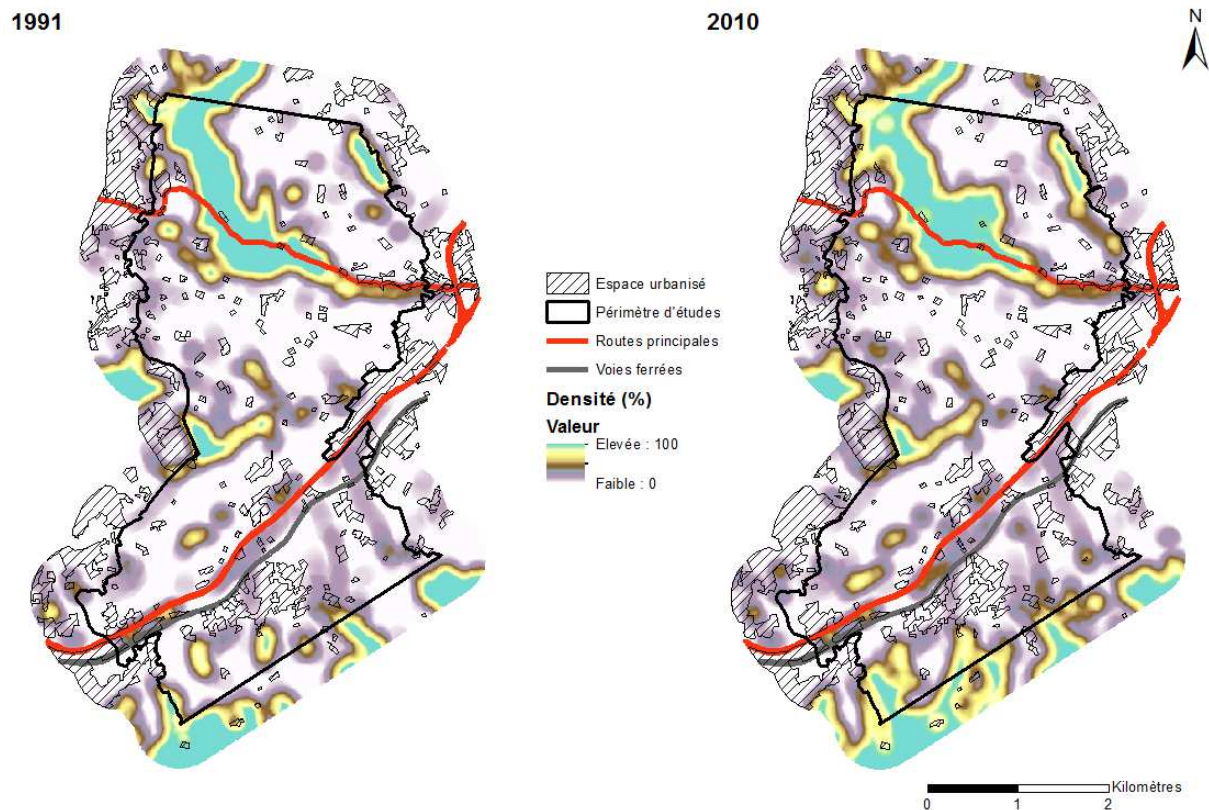 1991
2010
N
Espace urbanisé
Périmètre d'études
Routes principales
Voies ferrées
Densité (%)
Valeur
Elevée : 100
Faible : 0
Kilomètres
0 1 2